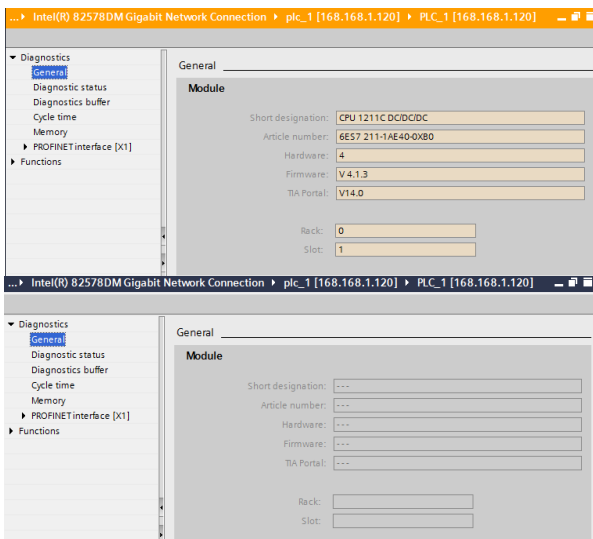 ...▸ Intel(R) 82578DM Gigabit Network Connection ▸ plc_1 [168.168.1.120] ▸ PLC_1 [168.168.1.120]
Diagnostics
General
Diagnostic status
Diagnostics buffer
Cycle time
Memory
PROFINET interface [X1]
Functions
General
Module
Short designation: CPU 1211C DC/DC/DC
Article number: 6ES7 211-1AE40-0XB0
Hardware: 4
Firmware: V 4.1.3
TIA Portal: V14.0
Rack: 0
Slot: 1
...▸ Intel(R) 82578DM Gigabit Network Connection ▸ plc_1 [168.168.1.120] ▸ PLC_1 [168.168.1.120]
Diagnostics
General
Diagnostic status
Diagnostics buffer
Cycle time
Memory
PROFINET interface [X1]
Functions
General
Module
Short designation: ---
Article number: ---
Hardware: ---
Firmware: ---
TIA Portal: ---
Rack:
Slot: